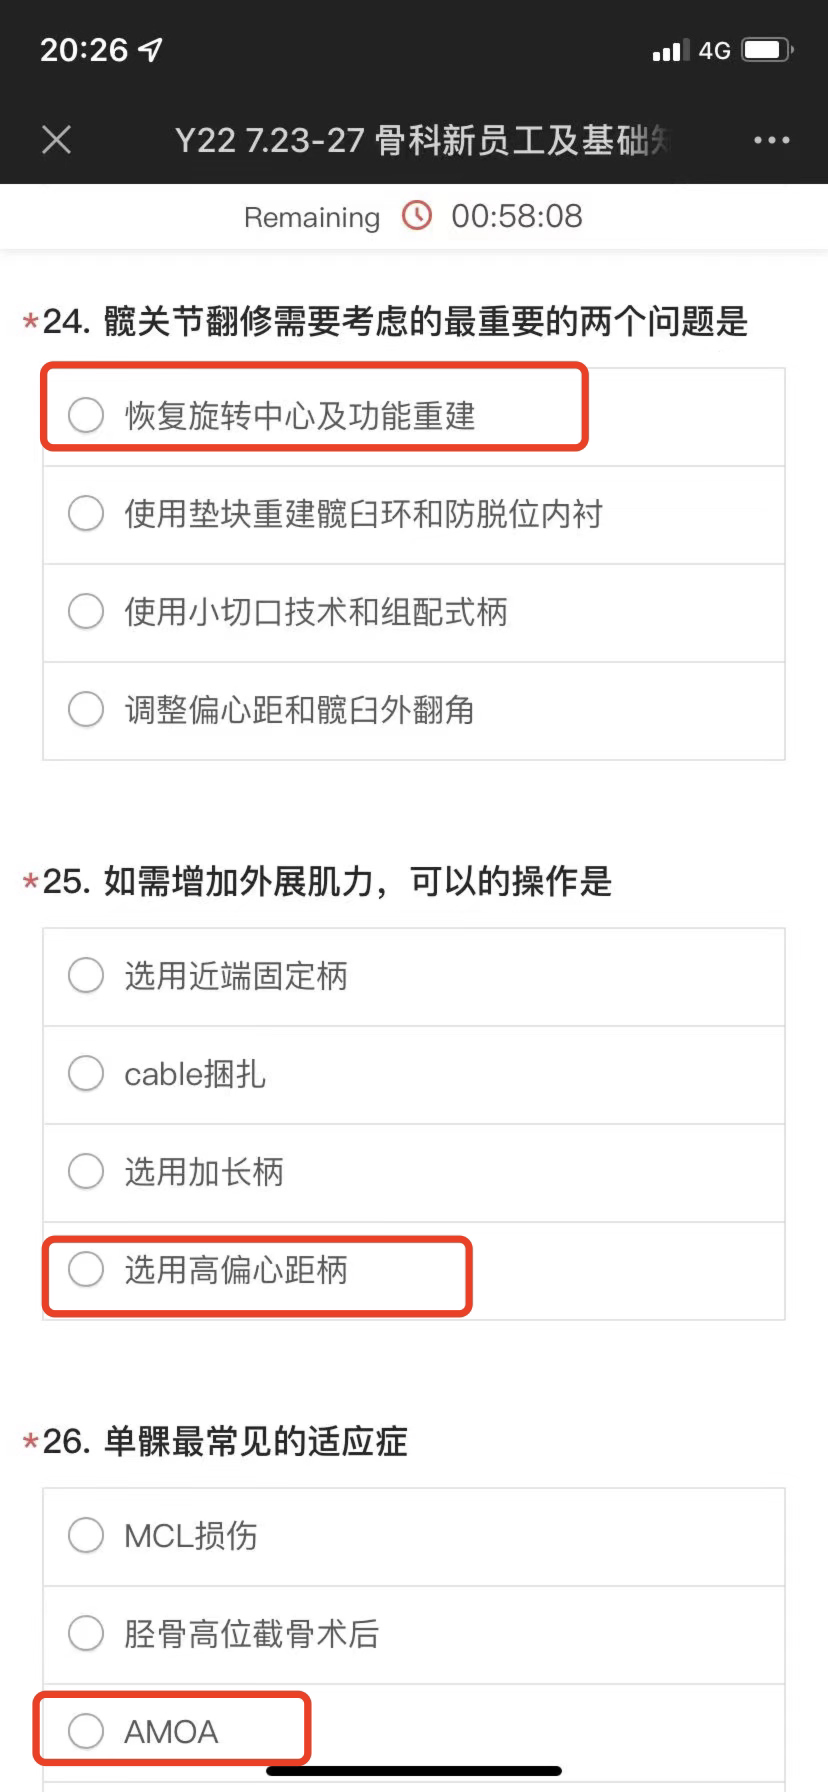 20:26
4G
Y22 7.23-27 骨科新员工及基础知
Remaining 00:58:08
*24. 髋关节翻修需要考虑的最重要的两个问题是
恢复旋转中心及功能重建
使用垫块重建髋臼环和防脱位内衬
使用小切口技术和组配式柄
调整偏心距和髋臼外翻角
*25. 如需增加外展肌力，可以的操作是
选用近端固定柄
cable捆扎
选用加长柄
选用高偏心距柄
*26. 单髁最常见的适应症
MCL损伤
胫骨高位截骨术后
AMOA